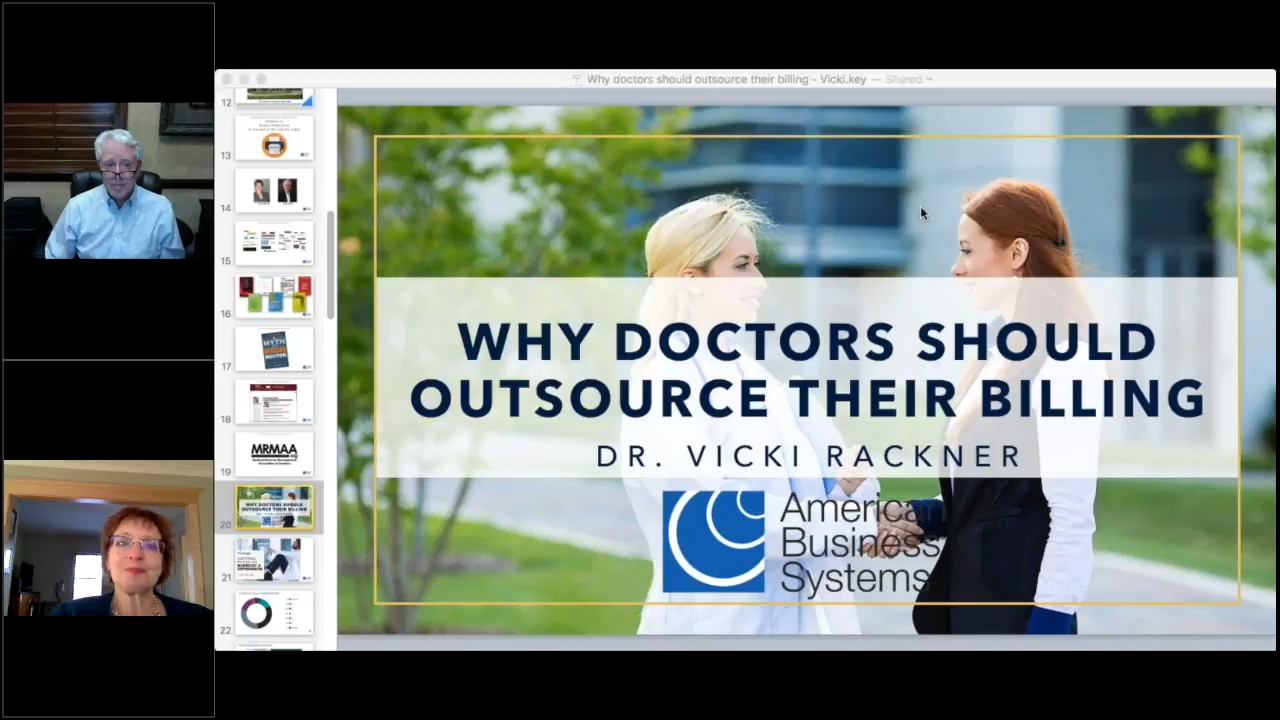 Why doctors should outsource their billing - Vicki.key — Shared
12
13
14
15
16
17
18
MRMAA
19
WHY DOCTORS SHOULD
OUTSOURCE THEIR BILLING
20
21
22
WHY DOCTORS SHOULD
OUTSOURCE THEIR BILLING
DR. VICKI RACKNER
American
Business
Systems